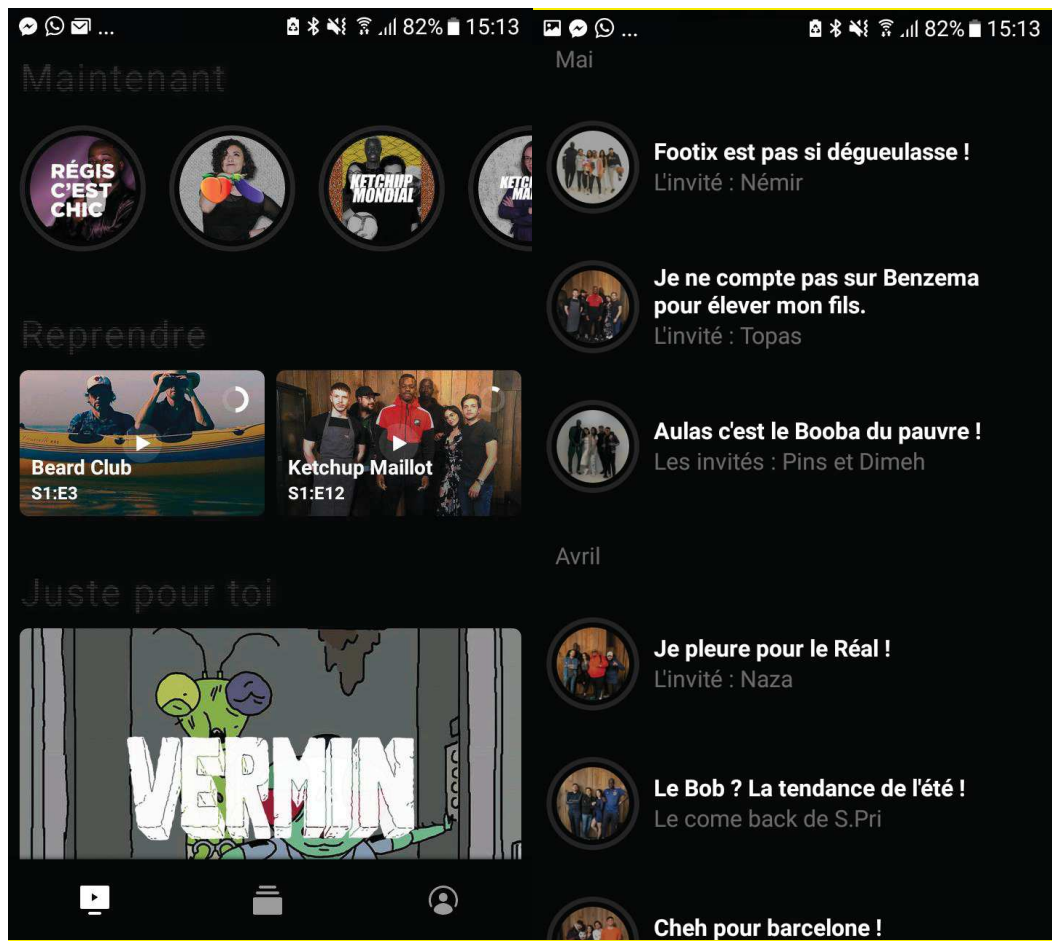 ... 82% 15:13
Maintenant
RÉGIS
C'EST
CHIC
KETCHUP
MONDIAL
Reprendre
Beard Club
S1:E3
Ketchup Maillot
S1:E12
Juste pour toi
VERMIN
... 82% 15:13
Mai
Footix est pas si dégueulasse !
L'invité : Némir
Je ne compte pas sur Benzema
pour élever mon fils.
L'invité : Topas
Aulas c'est le Booba du pauvre !
Les invités : Pins et Dimeh
Avril
Je pleure pour le Réal !
L'invité : Naza
Le Bob ? La tendance de l'été !
Le come back de S.Pri
Cheh pour barcelone !